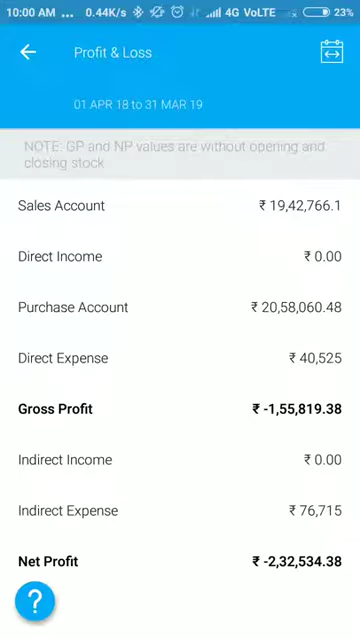 10:00 AM ... 0.44K/s 4G VoLTE 23%
Profit & Loss
01 APR 18 to 31 MAR 19
NOTE: GP and NP values are without opening and
closing stock
Sales Account ₹ 19,42,766.1
Direct Income ₹ 0.00
Purchase Account ₹ 20,58,060.48
Direct Expense ₹ 40,525
Gross Profit ₹ -1,55,819.38
Indirect Income ₹ 0.00
Indirect Expense ₹ 76,715
Net Profit ₹ -2,32,534.38
?